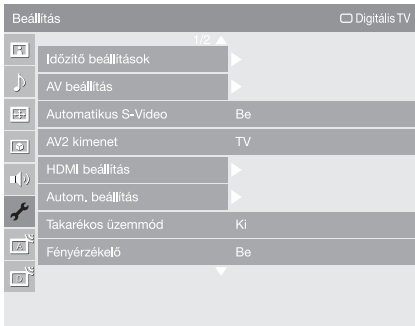 Beállítás Digitális TV
1/2
Időzítő beállítások
AV beállítás
Automatikus S-Video Be
AV2 kimenet TV
HDMI beállítás
Autom. beállítás
Takarékos üzemmód Ki
Fényérzékelő Be
A
D